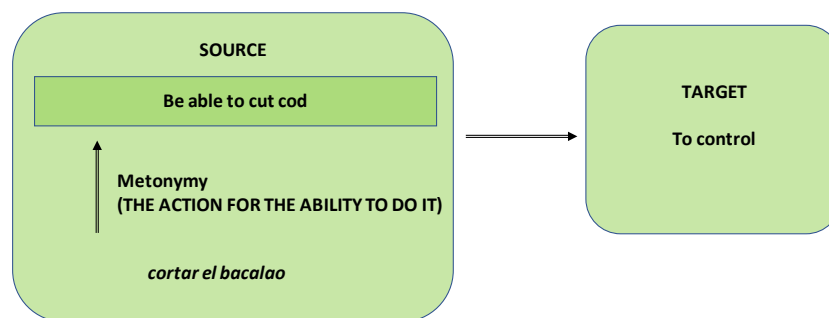 SOURCE
Be able to cut cod
Metonymy
(THE ACTION FOR THE ABILITY TO DO IT)
cortar el bacalao
TARGET
To control